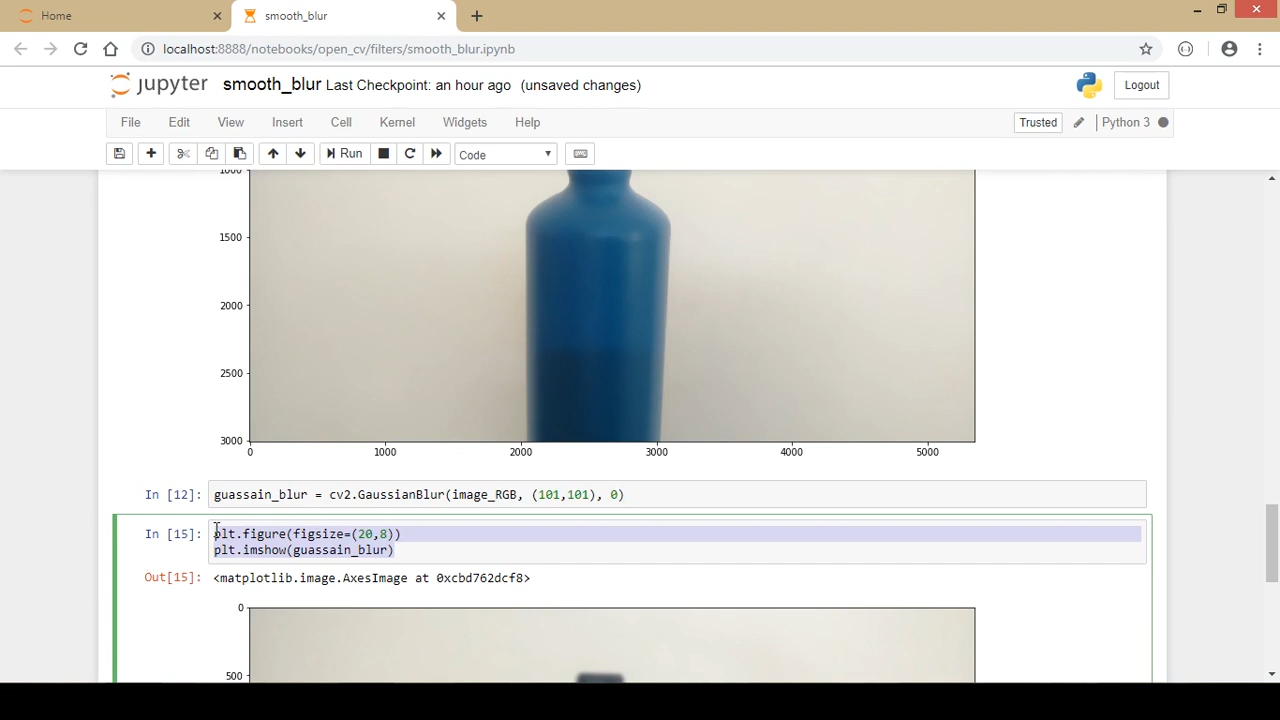 Home
smooth_blur
localhost:8888/notebooks/open_cv/filters/smooth_blur.ipynb
jupyter smooth_blur Last Checkpoint: an hour ago (unsaved changes) Logout
File Edit View Insert Cell Kernel Widgets Help Trusted Python 3
Run Code
1000
1500
2000
2500
3000
0 1000 2000 3000 4000 5000
In [12]: guassain_blur = cv2.GaussianBlur(image_RGB, (101,101), 0)
In [15]: plt.figure(figsize=(20,8))
plt.imshow(guassain_blur)
Out[15]: <matplotlib.image.AxesImage at 0xcbd762dcf8>
0
500